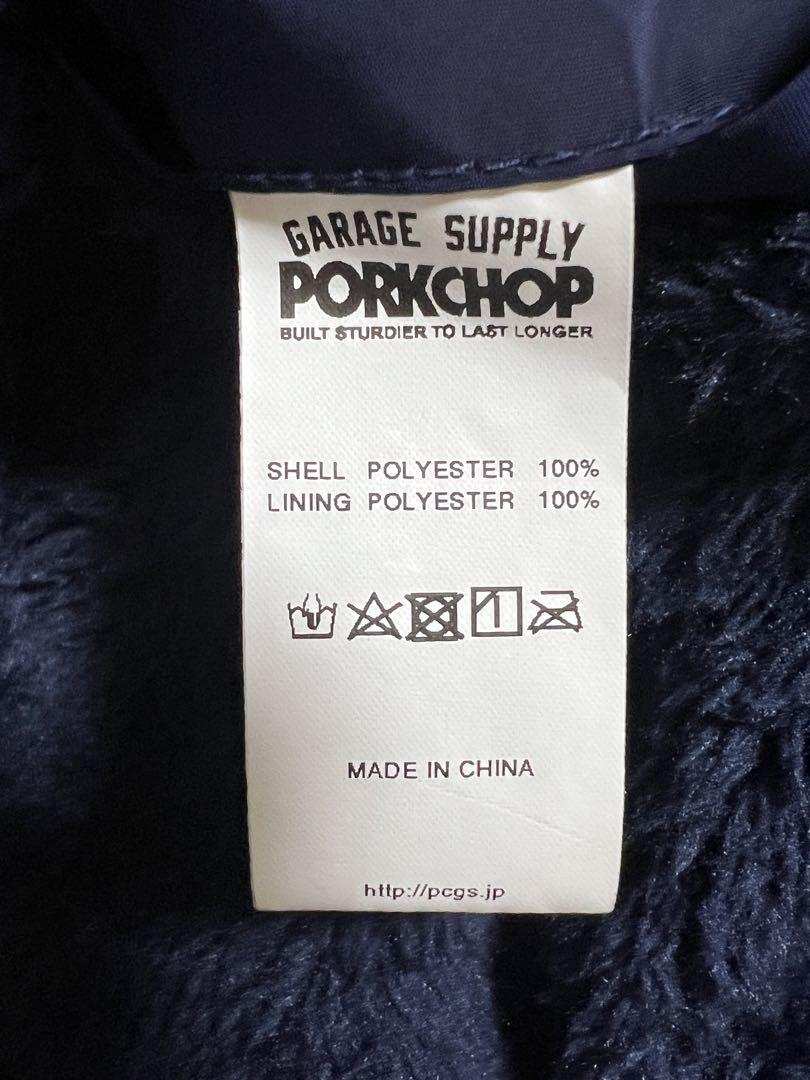 GARAGE SUPPLY
PORKCHOP
BUILT STURDIER TO LAST LONGER
SHELL POLYESTER 100%
LINING POLYESTER 100%
MADE IN CHINA
http://pcgs.jp